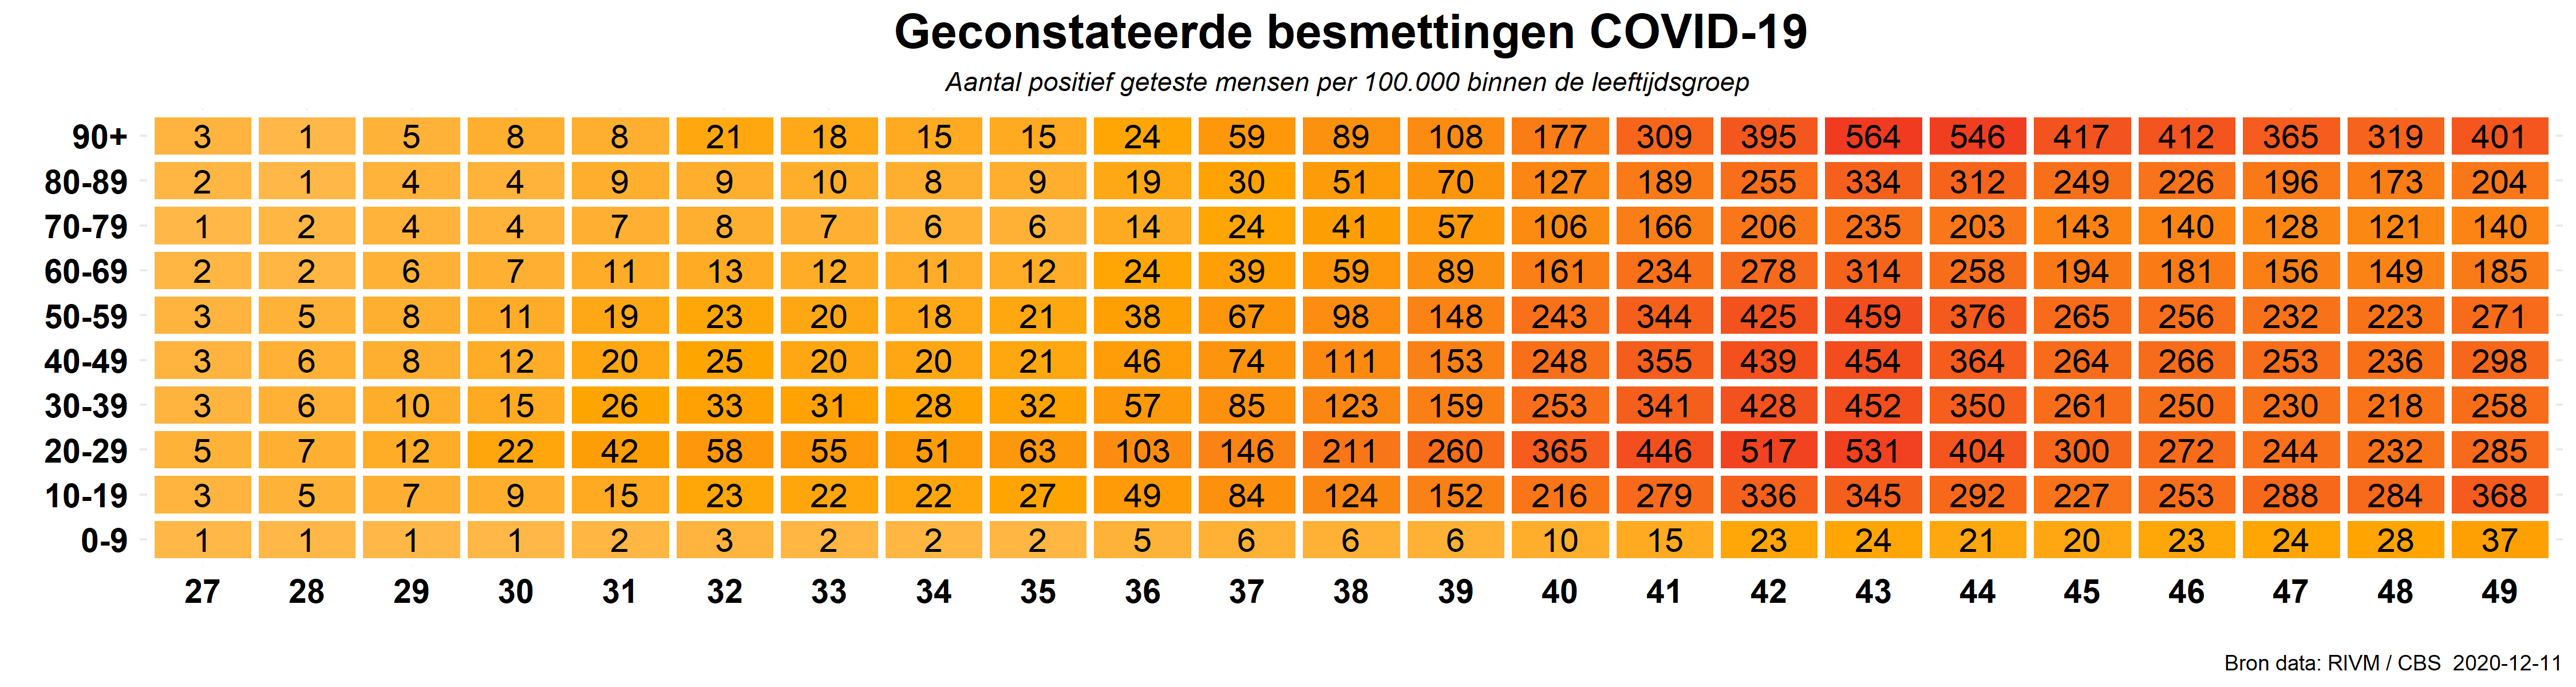 Geconstateerde besmettingen COVID-19
Aantal positief geteste mensen per 100.000 binnen de leeftijdsgroep
90+ 3 1 5 8 8 21 18 15 15 24 59 89 108 177 309 395 564 546 417 412 365 319 401
80-89 2 1 4 4 9 9 10 8 9 19 30 51 70 127 189 255 334 312 249 226 196 173 204
70-79 1 2 4 4 7 8 7 6 6 14 24 41 57 106 166 206 235 203 143 140 128 121 140
60-69 2 2 6 7 11 13 12 11 12 24 39 59 89 161 234 278 314 258 194 181 156 149 185
50-59 3 5 8 11 19 23 20 18 21 38 67 98 148 243 344 425 459 376 265 256 232 223 271
40-49 3 6 8 12 20 25 20 20 21 46 74 111 153 248 355 439 454 364 264 266 253 236 298
30-39 3 6 10 15 26 33 31 28 32 57 85 123 159 253 341 428 452 350 261 250 230 218 258
20-29 5 7 12 22 42 58 55 51 63 103 146 211 260 365 446 517 531 404 300 272 244 232 285
10-19 3 5 7 9 15 23 22 22 27 49 84 124 152 216 279 336 345 292 227 253 288 284 368
0-9 1 1 1 1 2 3 2 2 2 5 6 6 6 10 15 23 24 21 20 23 24 28 37
27 28 29 30 31 32 33 34 35 36 37 38 39 40 41 42 43 44 45 46 47 48 49
Bron data: RIVM / CBS 2020-12-11